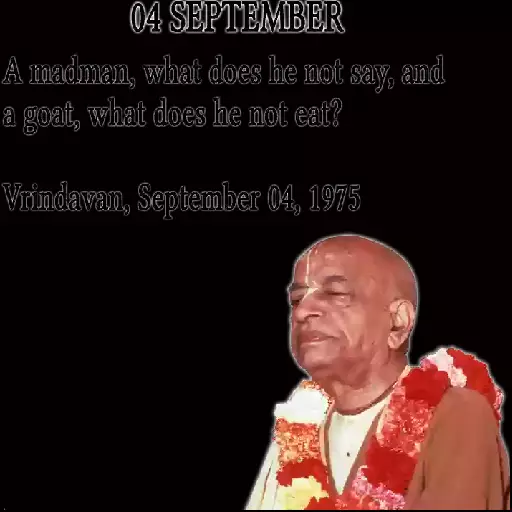 04 SEPTEMBER
A madman, what does he not say, and
a goat, what does he not eat?
Vrindavan, September 04, 1975